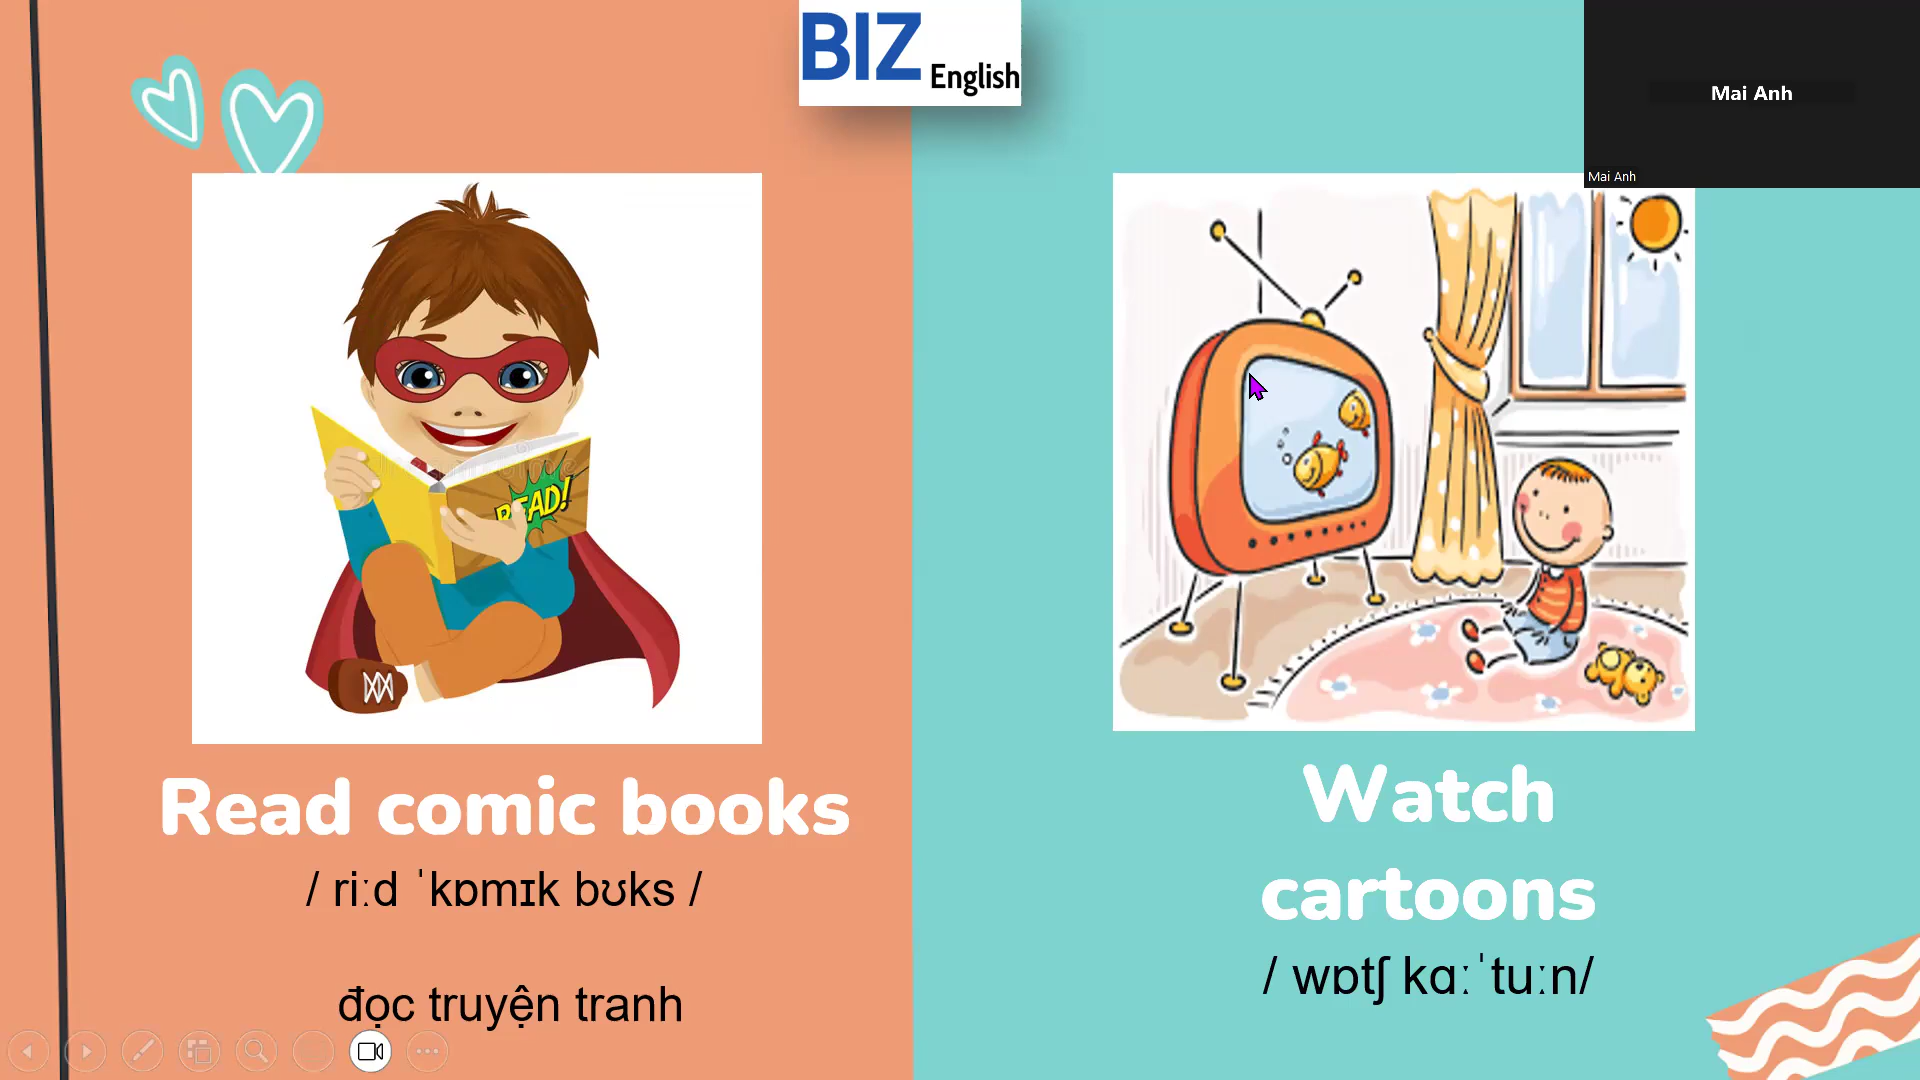 BIZ English
Mai Anh
Mai Anh
READ!
Read comic books
/ riːd ˈkɒmɪk bʊks /
đọc truyện tranh
Watch
cartoons
/ wɒtʃ kɑːˈtuːn/